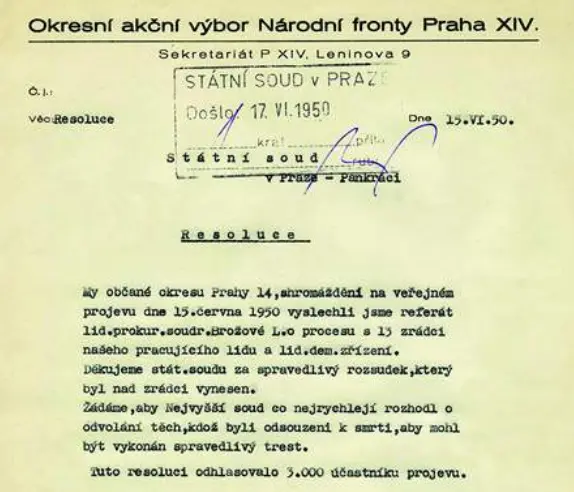 Okresní akční výbor Národní fronty Praha XIV.
Sekretariát P XIV, Leninova 9
STÁTNÍ SOUD v PRAZE
Č. j.:
Došlo: 17. VI. 1950
Věc: Resoluce
Dne 15.VI.50.
krát příloh
Státní soud
v Praze - Pankráci
Resoluce
My občané okresu Prahy 14,shromáždění na veřejném
projevu dne 15.června 1950 vyslechli jsme referát
lid.prokur.soudr.Brožové L.o procesu s 13 zrádci
našeho pracujícího lidu a lid.dem.zřízení.
Děkujeme stát.soudu za spravedlivý rozsudek,který
byl nad zrádci vynesen.
Žádáme,aby Nejvyšší soud co nejrychleji rozhodl o
odvolání těch,kdož byli odsouzeni k smrti,aby mohl
být vykonán spravedlivý trest.
Tuto resoluci odhlasovalo 3.000 účastníku projevu.